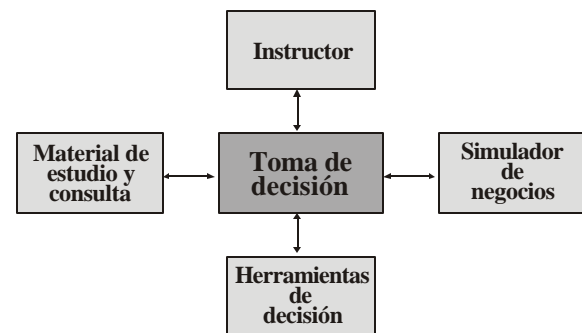 Instructor
Material de
estudio y
consulta
Toma de
decisión
Simulador
de
negocios
Herramientas
de
decisión